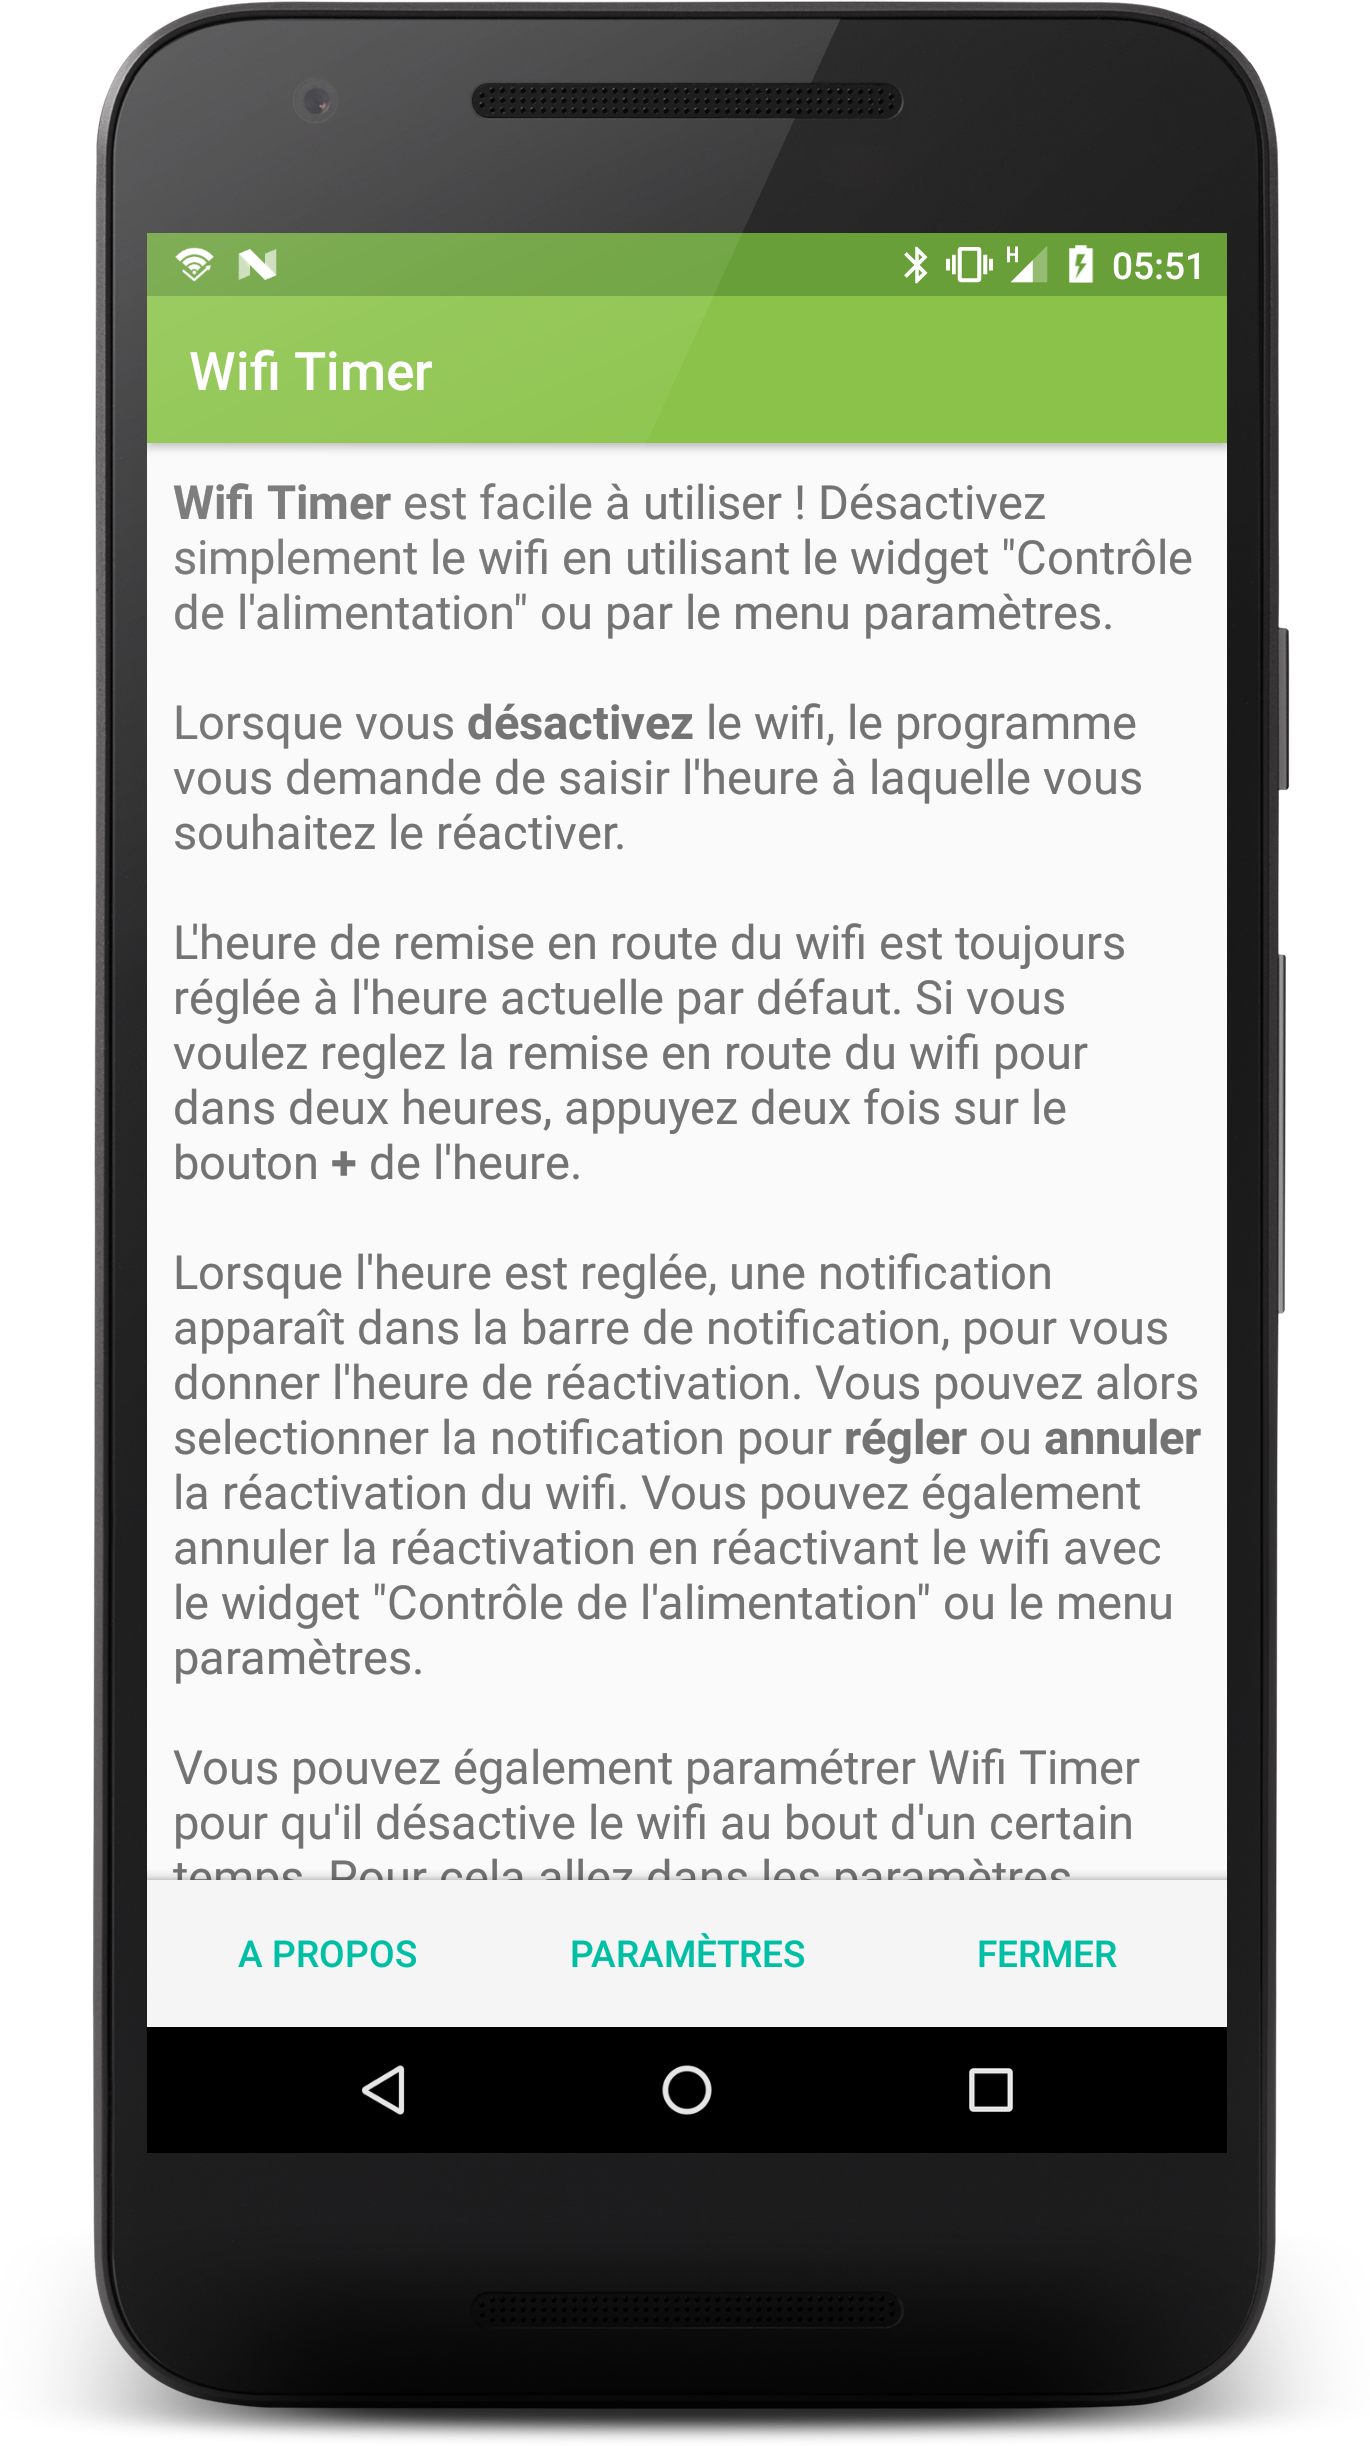 H
05:51
Wifi Timer
Wifi Timer est facile à utiliser ! Désactivez
simplement le wifi en utilisant le widget "Contrôle
de l'alimentation" ou par le menu paramètres.
Lorsque vous désactivez le wifi, le programme
vous demande de saisir l'heure à laquelle vous
souhaitez le réactiver.
L'heure de remise en route du wifi est toujours
réglée à l'heure actuelle par défaut. Si vous
voulez reglez la remise en route du wifi pour
dans deux heures, appuyez deux fois sur le
bouton + de l'heure.
Lorsque l'heure est reglée, une notification
apparaît dans la barre de notification, pour vous
donner l'heure de réactivation. Vous pouvez alors
selectionner la notification pour régler ou annuler
la réactivation du wifi. Vous pouvez également
annuler la réactivation en réactivant le wifi avec
le widget "Contrôle de l'alimentation" ou le menu
paramètres.
Vous pouvez également paramétrer Wifi Timer
pour qu'il désactive le wifi au bout d'un certain
temps. Pour cela allez dans les paramètres
A PROPOS
PARAMÈTRES
FERMER